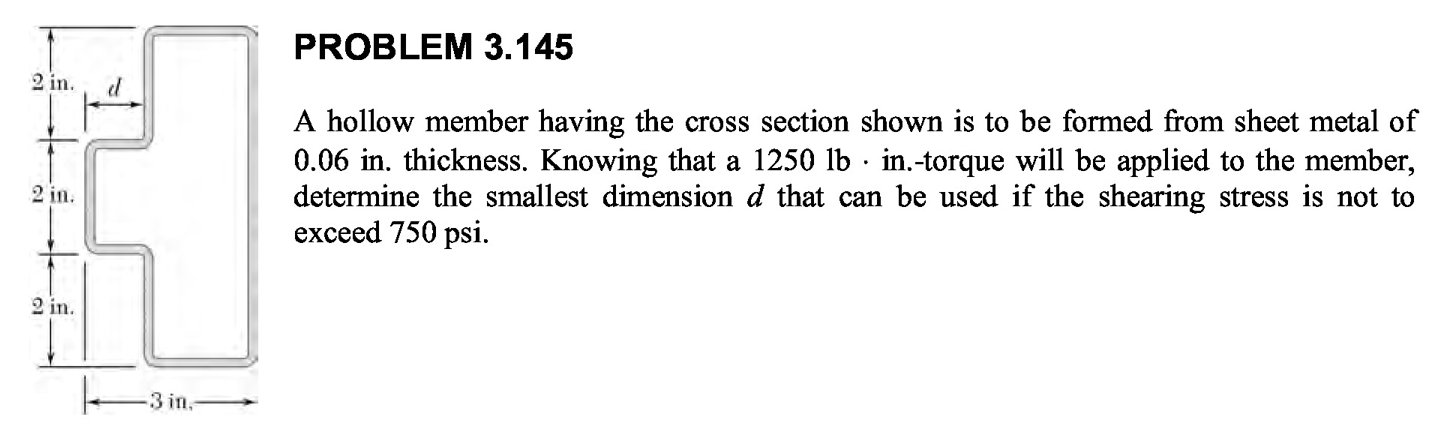 PROBLEM 3.145
A hollow member having the cross section shown is to be formed from sheet metal of
0.06 in. thickness. Knowing that a 1250 lb · in.-torque will be applied to the member,
determine the smallest dimension d that can be used if the shearing stress is not to
exceed 750 psi.
2 in.
d
2 in.
2 in.
3 in.